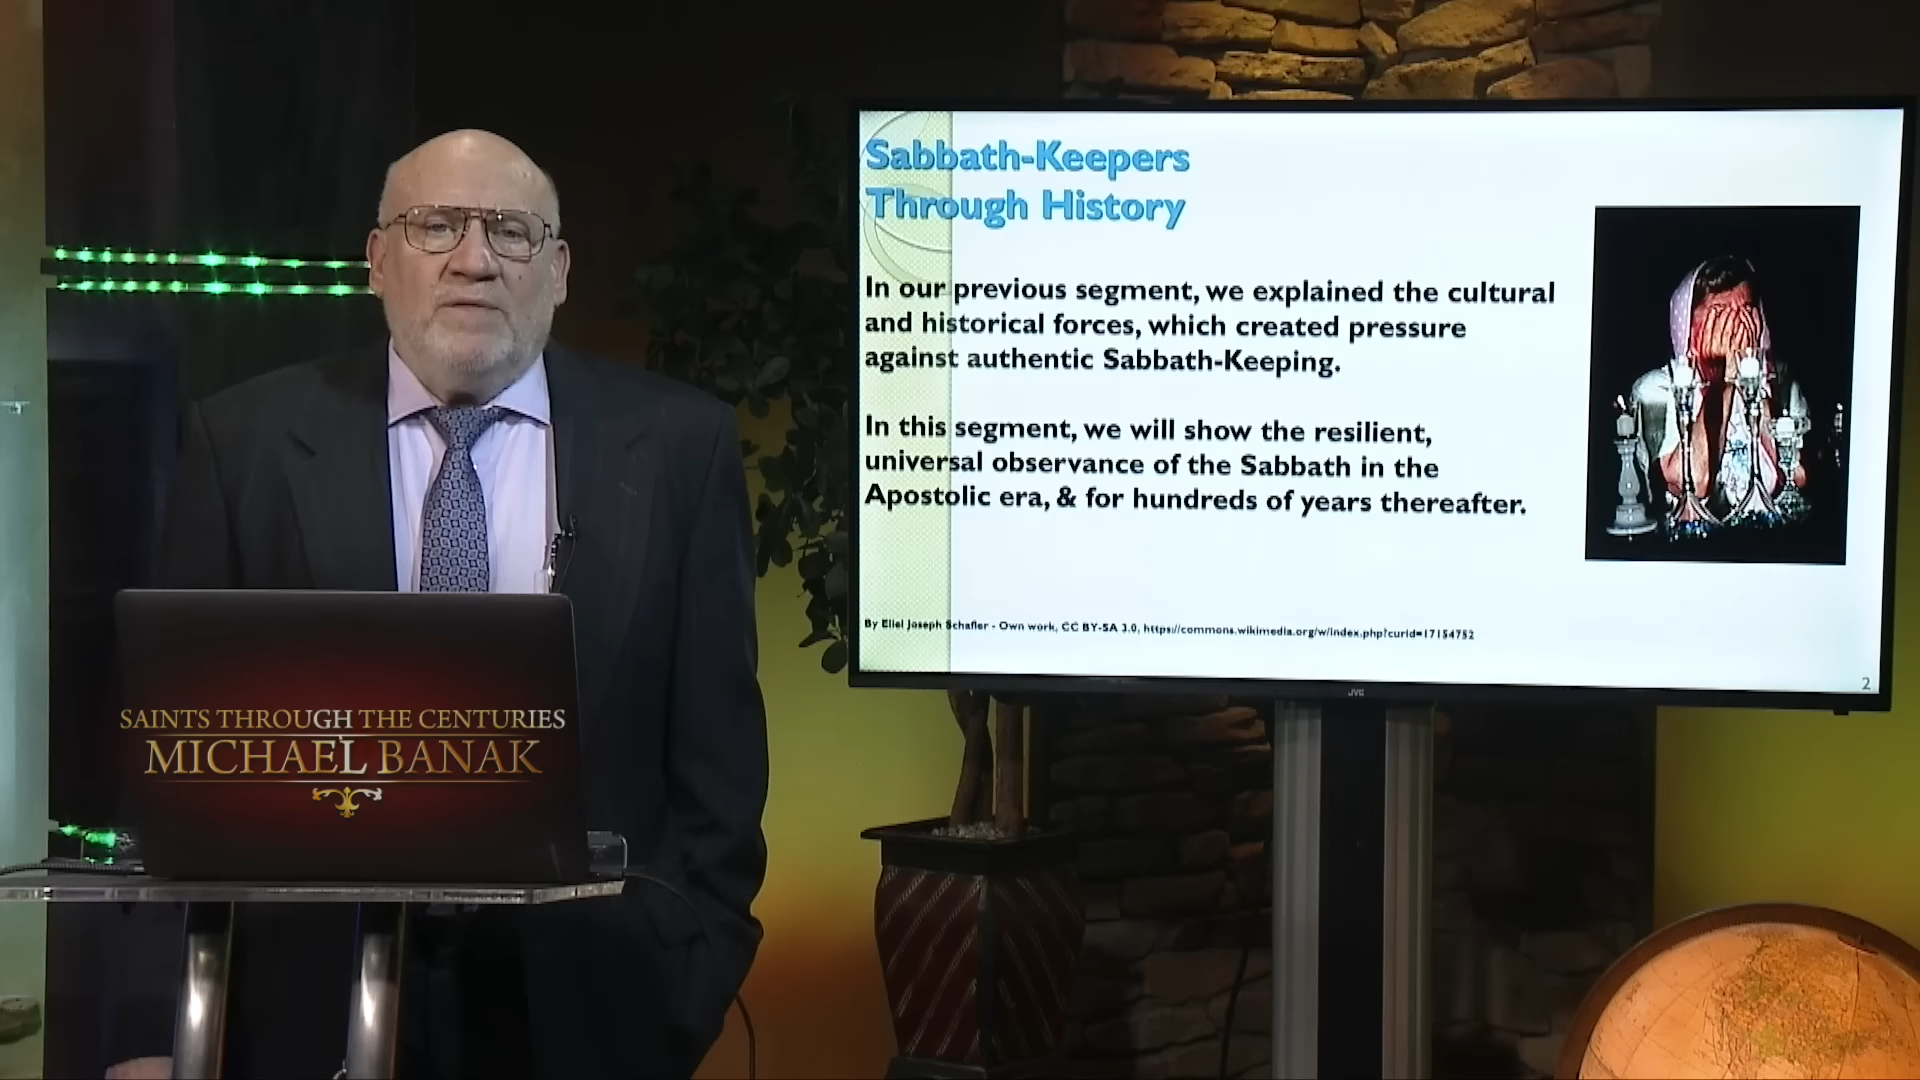 Sabbath-Keepers
Through History
In our previous segment, we explained the cultural
and historical forces, which created pressure
against authentic Sabbath-Keeping.
In this segment, we will show the resilient,
universal observance of the Sabbath in the
Apostolic era, & for hundreds of years thereafter.
By Eliel Joseph Schafler - Own work, CC BY-SA 3.0, https://commons.wikimedia.org/w/index.php?curid=17154752
2
JVC
SAINTS THROUGH THE CENTURIES
MICHAEL BANAK